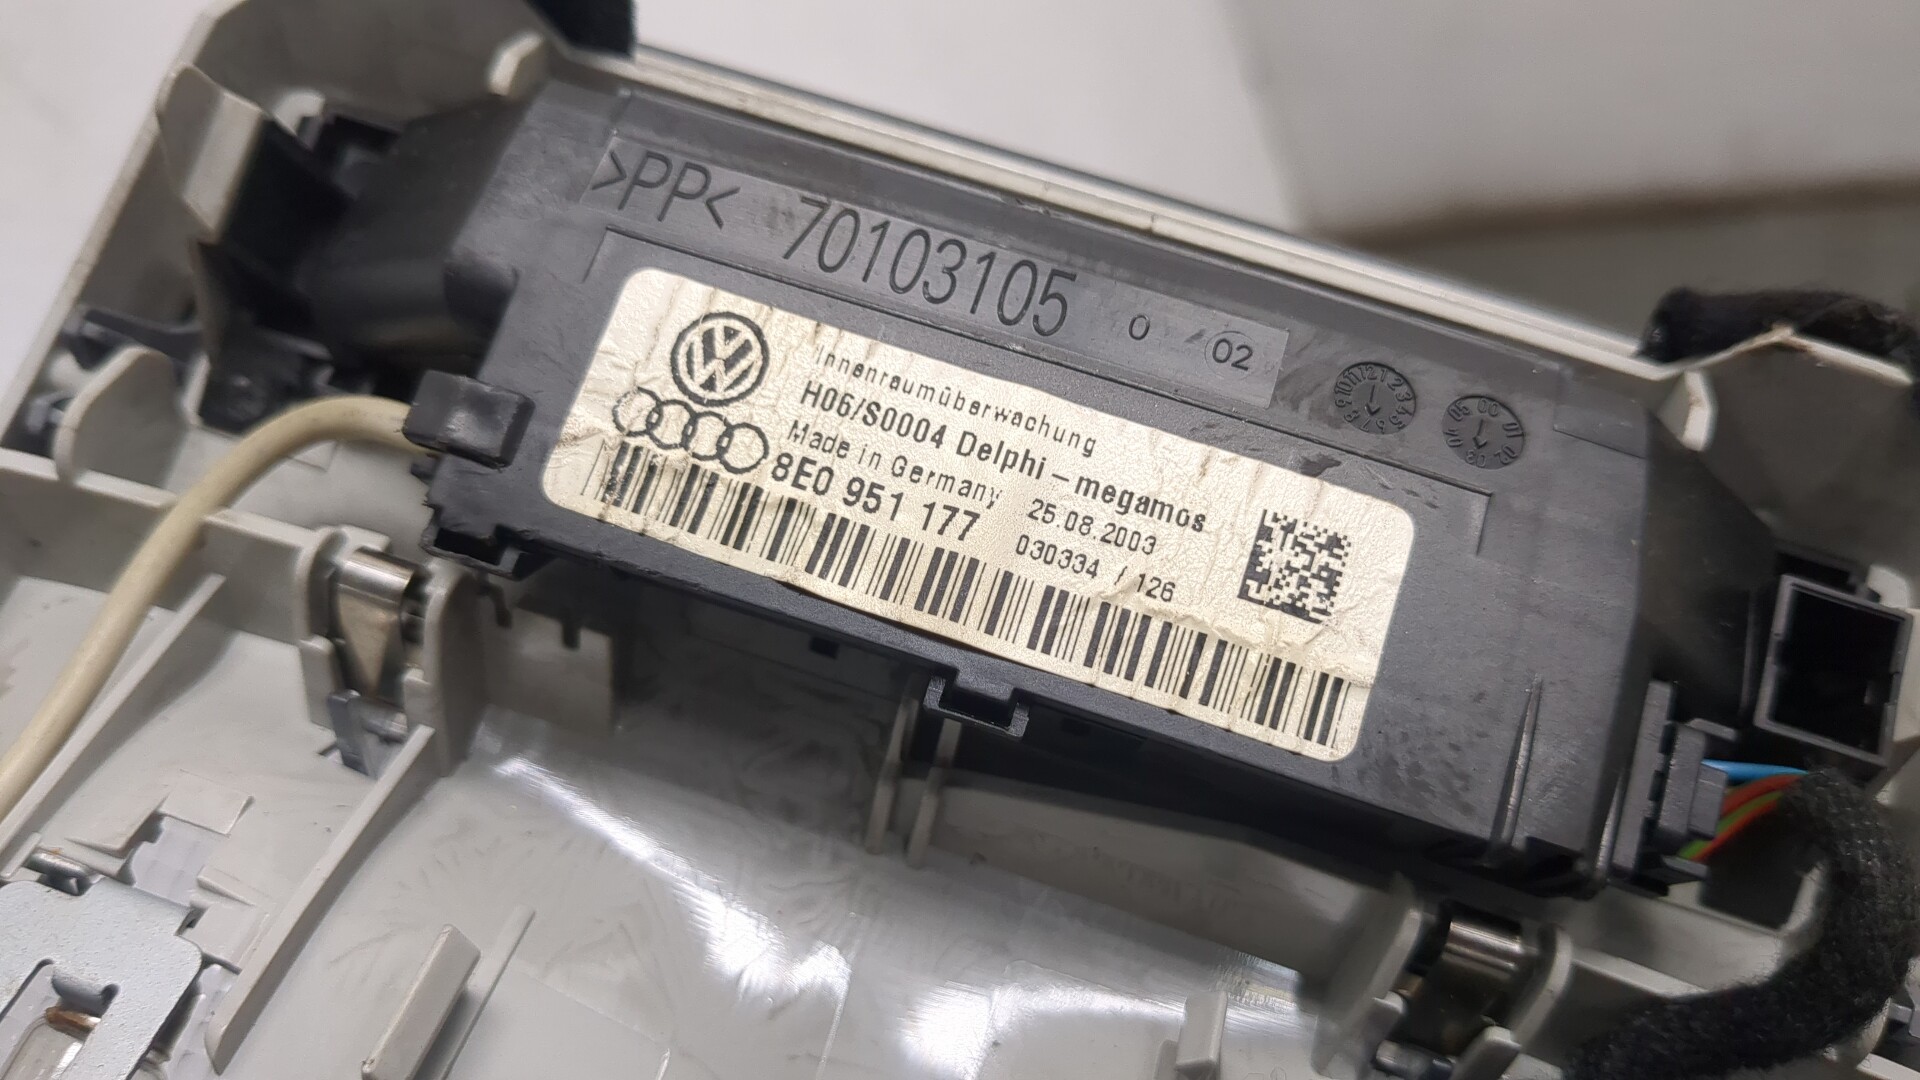 >PP< 70103105 0 02
Innenraumüberwachung
H06/S0004 Delphi-megamos
Made in Germany 25.08.2003
8E0 951 177 030334 / 126